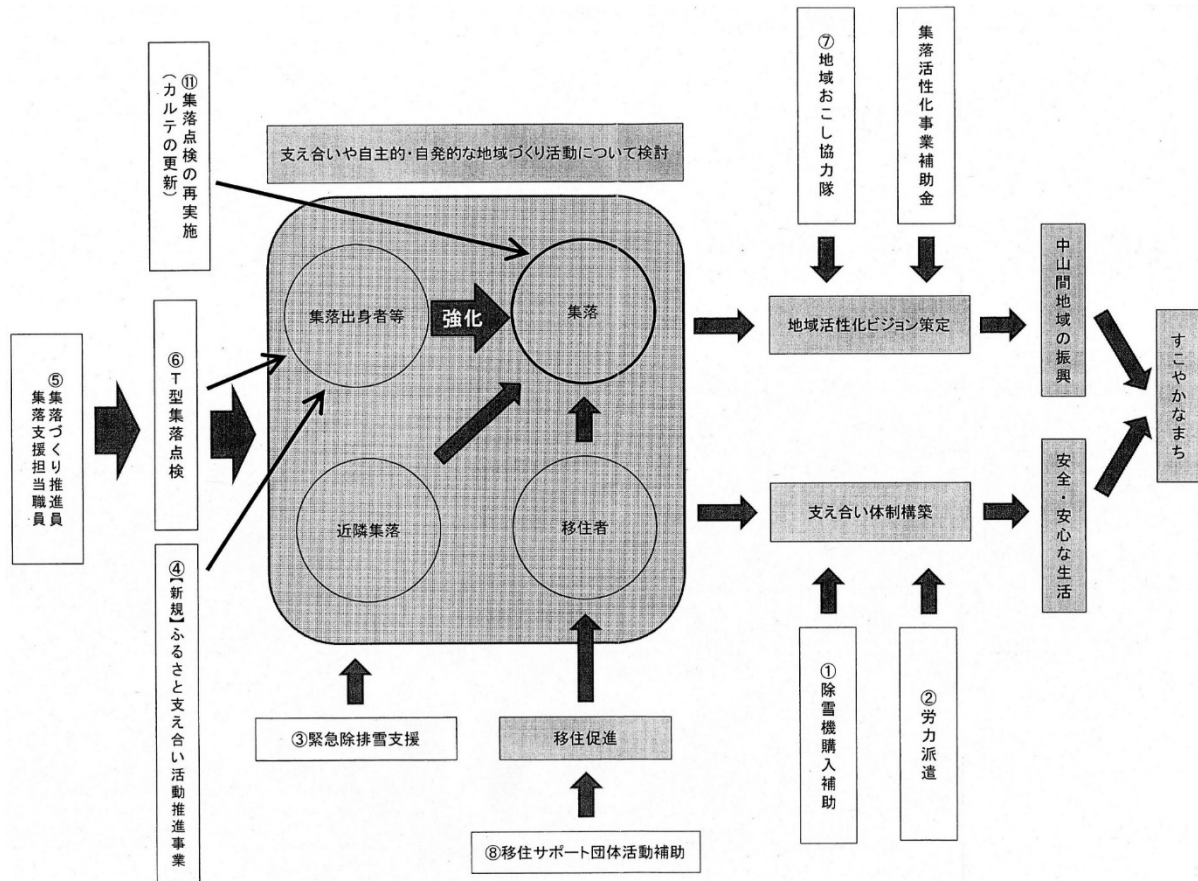 ⑪集落点検の再実施
(カルテの更新)
支え合いや自主的・自発的な地域づくり活動について検討
⑦地域おこし協力隊
集落活性化事業補助金
集落出身者等
強化
集落
地域活性化ビジョン策定
中山間地域の振興
すこやかなまち
⑤集落づくり推進員
集落支援担当職員
⑥T型集落点検
近隣集落
移住者
支え合い体制構築
安全・安心な生活
④【新規】ふるさと支え合い活動推進事業
③緊急除排雪支援
移住促進
①除雪機購入補助
②労力派遣
⑧移住サポート団体活動補助